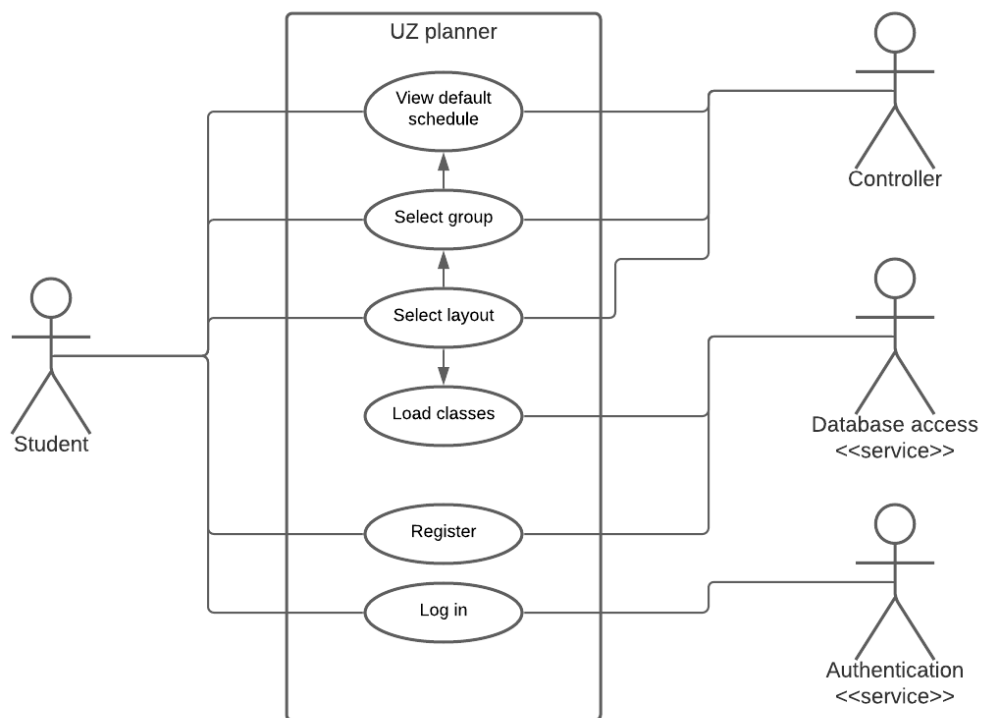 UZ planner
View default
schedule
Select group
Select layout
Load classes
Register
Log in
Student
Controller
Database access
<<service>>
Authentication
<<service>>